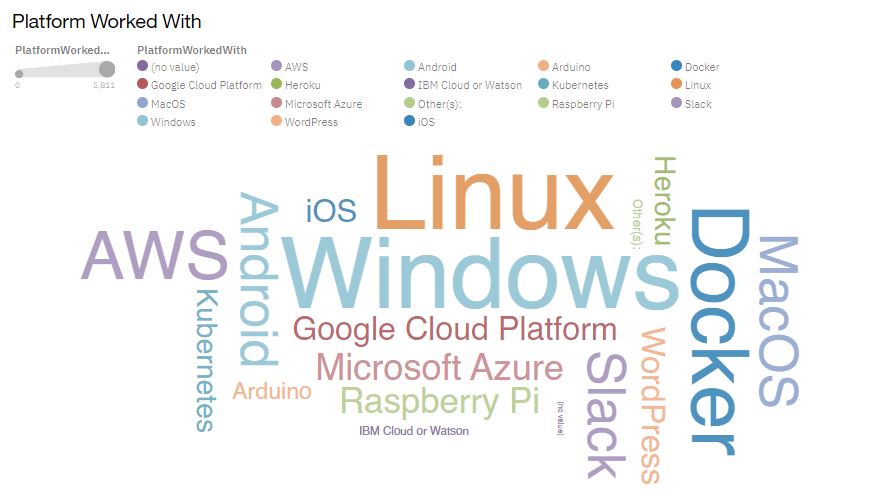 Platform Worked With
PlatformWorked...
0 5,811
PlatformWorkedWith
(no value) AWS Android Arduino Docker
Google Cloud Platform Heroku IBM Cloud or Watson Kubernetes Linux
MacOS Microsoft Azure Other(s): Raspberry Pi Slack
Windows WordPress iOS
Linux
iOS
Heroku
Other(s):
Android
AWS
Windows
Docker
MacOS
Kubernetes
Google Cloud Platform
Microsoft Azure
WordPress
Slack
Arduino
Raspberry Pi
(no value)
IBM Cloud or Watson